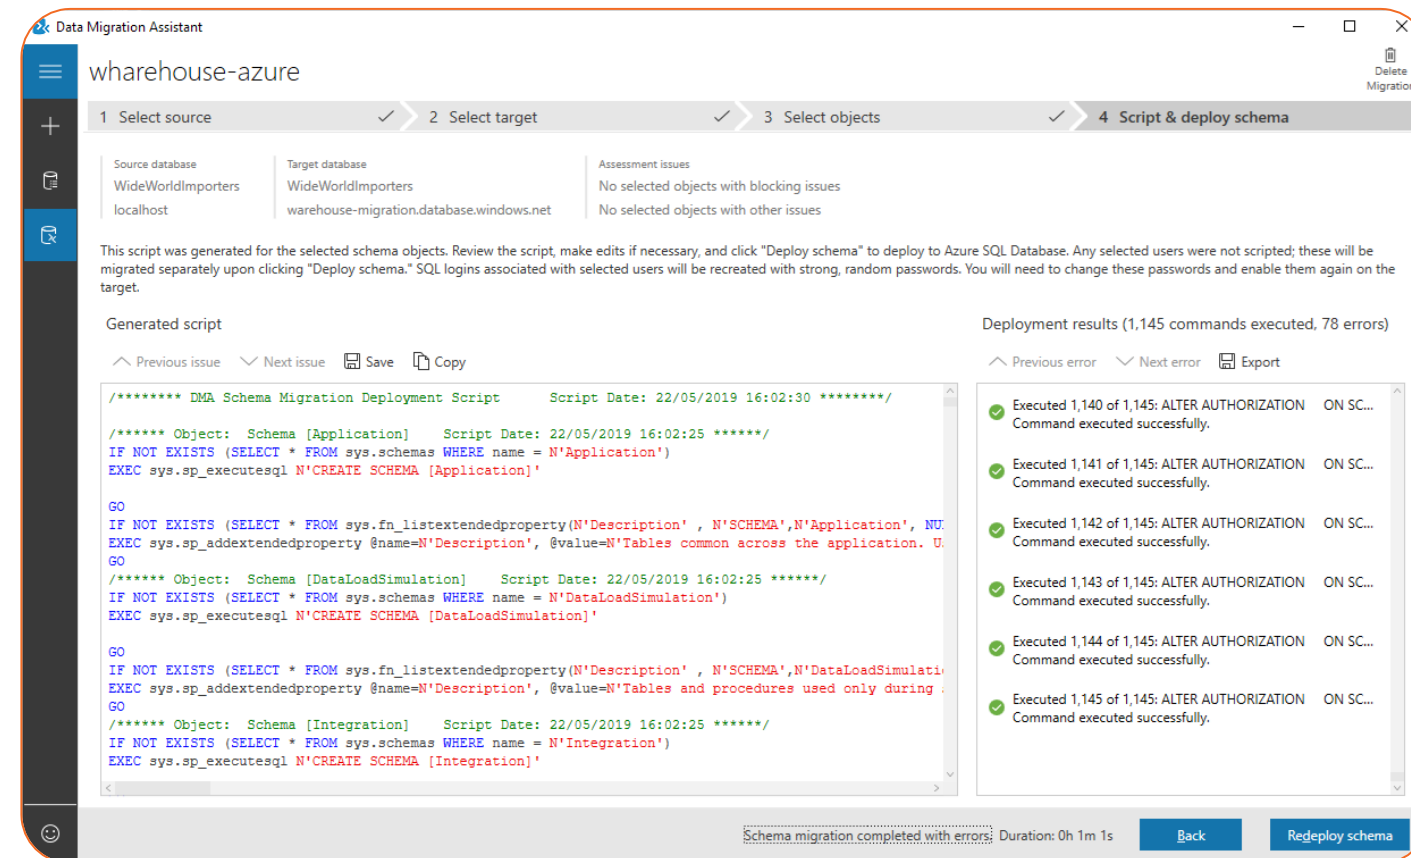 Data Migration Assistant
wharehouse-azure
Delete
Migration
1 Select source
2 Select target
3 Select objects
4 Script & deploy schema
Source database
WideWorldImporters
localhost
Target database
WideWorldImporters
warehouse-migration.database.windows.net
Assessment issues
No selected objects with blocking issues
No selected objects with other issues
This script was generated for the selected schema objects. Review the script, make edits if necessary, and click "Deploy schema" to deploy to Azure SQL Database. Any selected users were not scripted; these will be
migrated separately upon clicking "Deploy schema." SQL logins associated with selected users will be recreated with strong, random passwords. You will need to change these passwords and enable them again on the
target.
Generated script
Previous issue Next issue Save Copy
/******** DMA Schema Migration Deployment Script      Script Date: 22/05/2019 16:02:30 ********/
/****** Object:  Schema [Application]    Script Date: 22/05/2019 16:02:25 ******/
IF NOT EXISTS (SELECT * FROM sys.schemas WHERE name = N'Application')
EXEC sys.sp_executesql N'CREATE SCHEMA [Application]'
GO
IF NOT EXISTS (SELECT * FROM sys.fn_listextendedproperty(N'Description' , N'SCHEMA',N'Application', NU
EXEC sys.sp_addextendedproperty @name=N'Description', @value=N'Tables common across the application. U
GO
/****** Object:  Schema [DataLoadSimulation]    Script Date: 22/05/2019 16:02:25 ******/
IF NOT EXISTS (SELECT * FROM sys.schemas WHERE name = N'DataLoadSimulation')
EXEC sys.sp_executesql N'CREATE SCHEMA [DataLoadSimulation]'
GO
IF NOT EXISTS (SELECT * FROM sys.fn_listextendedproperty(N'Description' , N'SCHEMA',N'DataLoadSimulati
EXEC sys.sp_addextendedproperty @name=N'Description', @value=N'Tables and procedures used only during
GO
/****** Object:  Schema [Integration]    Script Date: 22/05/2019 16:02:25 ******/
IF NOT EXISTS (SELECT * FROM sys.schemas WHERE name = N'Integration')
EXEC sys.sp_executesql N'CREATE SCHEMA [Integration]'
Deployment results (1,145 commands executed, 78 errors)
Previous error Next error Export
Executed 1,140 of 1,145: ALTER AUTHORIZATION ON SC...
Command executed successfully.
Executed 1,141 of 1,145: ALTER AUTHORIZATION ON SC...
Command executed successfully.
Executed 1,142 of 1,145: ALTER AUTHORIZATION ON SC...
Command executed successfully.
Executed 1,143 of 1,145: ALTER AUTHORIZATION ON SC...
Command executed successfully.
Executed 1,144 of 1,145: ALTER AUTHORIZATION ON SC...
Command executed successfully.
Executed 1,145 of 1,145: ALTER AUTHORIZATION ON SC...
Command executed successfully.
Schema migration completed with errors. Duration: 0h 1m 1s
Back
Redeploy schema